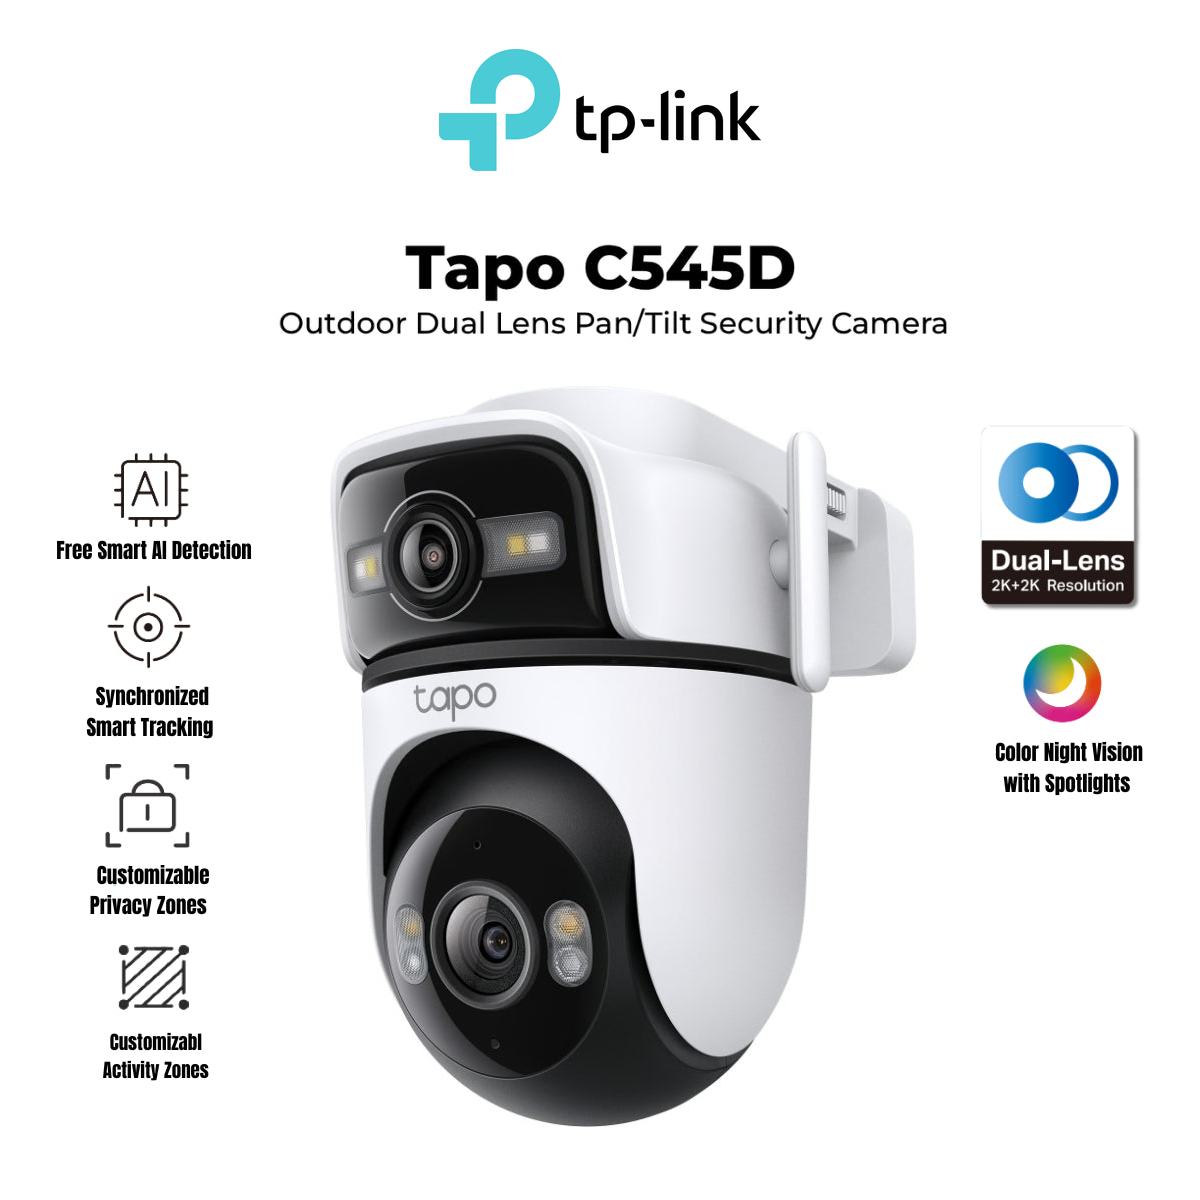 tp-link
Tapo C545D
Outdoor Dual Lens Pan/Tilt Security Camera
AI
Free Smart AI Detection
Synchronized
Smart Tracking
Customizable
Privacy Zones
Customizabl
Activity Zones
tapo
Dual-Lens
2K+2K Resolution
Color Night Vision
with Spotlights